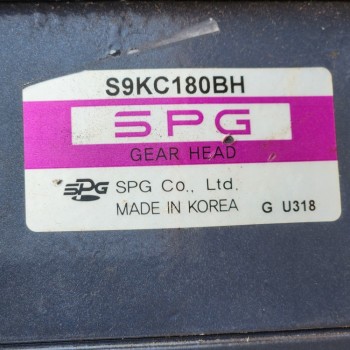 S9KC180BH
SPG
GEAR HEAD
SPG SPG Co., Ltd.
MADE IN KOREA G U318